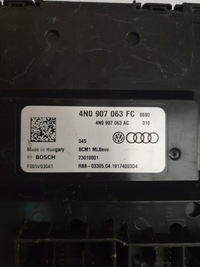 4N0 907 063 FC 0690
4N0 907 063 AC 010
045
Made in Hungary BCM1 MLBevo
BOSCH 23010001
F005V03041 R88-03305.04.1917400304